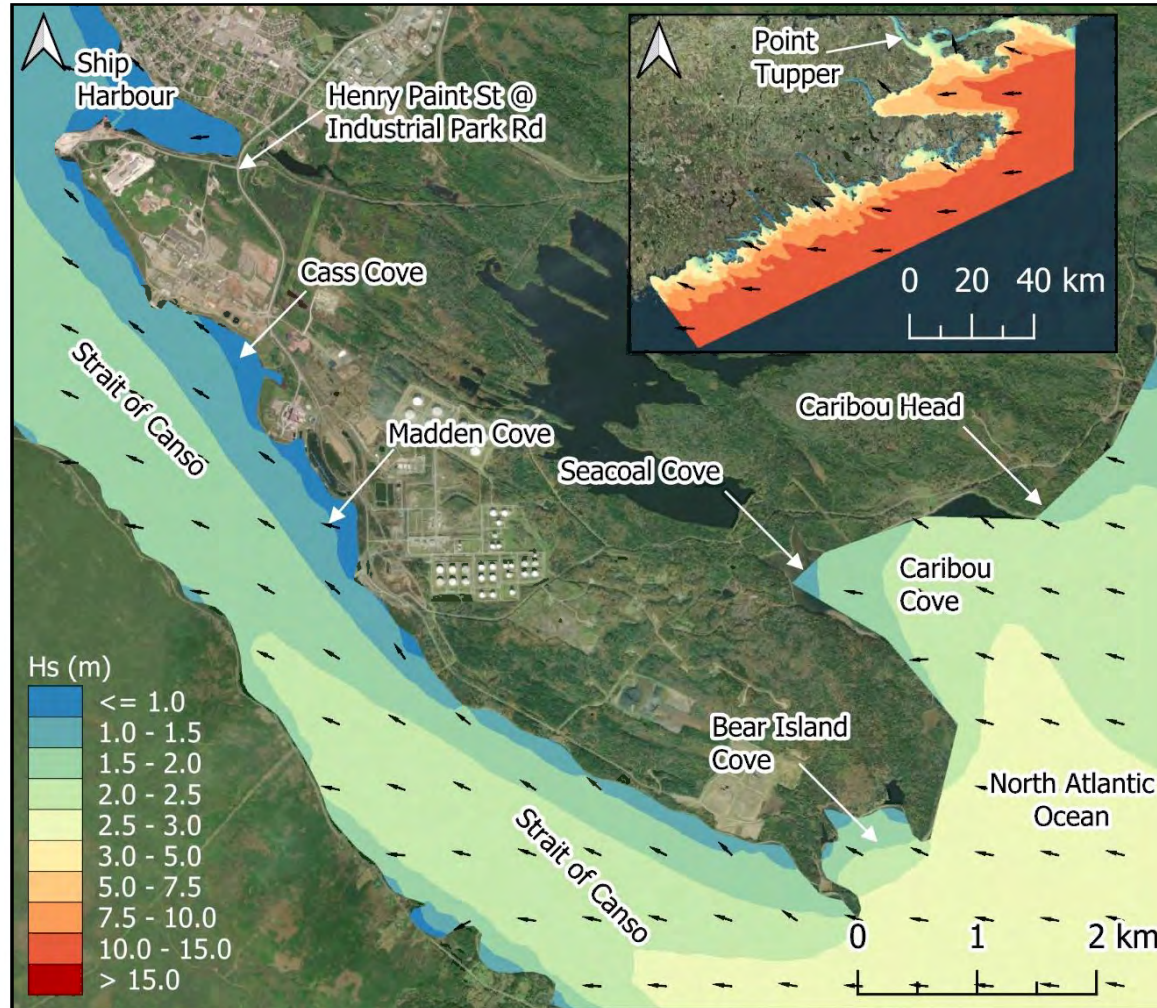 Ship
Harbour
Henry Paint St @
Industrial Park Rd
Point
Tupper
0 20 40 km
Cass Cove
Strait of Canso
Madden Cove
Caribou Head
Seacoal Cove
Caribou
Cove
Bear Island
Cove
North Atlantic
Ocean
Strait of Canso
Hs (m)
<= 1.0
1.0 - 1.5
1.5 - 2.0
2.0 - 2.5
2.5 - 3.0
3.0 - 5.0
5.0 - 7.5
7.5 - 10.0
10.0 - 15.0
> 15.0
0 1 2 km